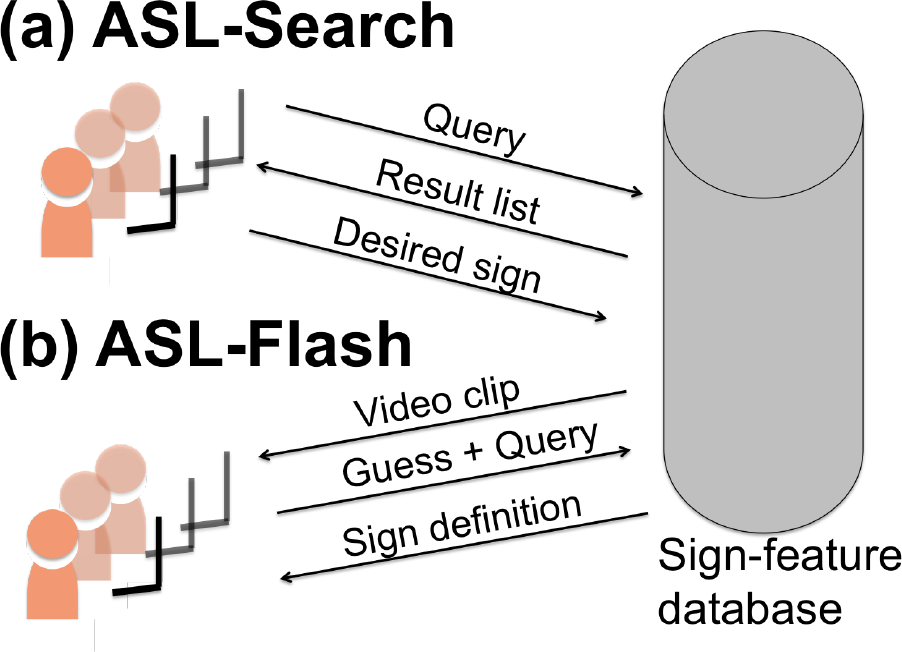 (a) ASL-Search
Query
Result list
Desired sign
(b) ASL-Flash
Video clip
Guess + Query
Sign definition
Sign-feature
database